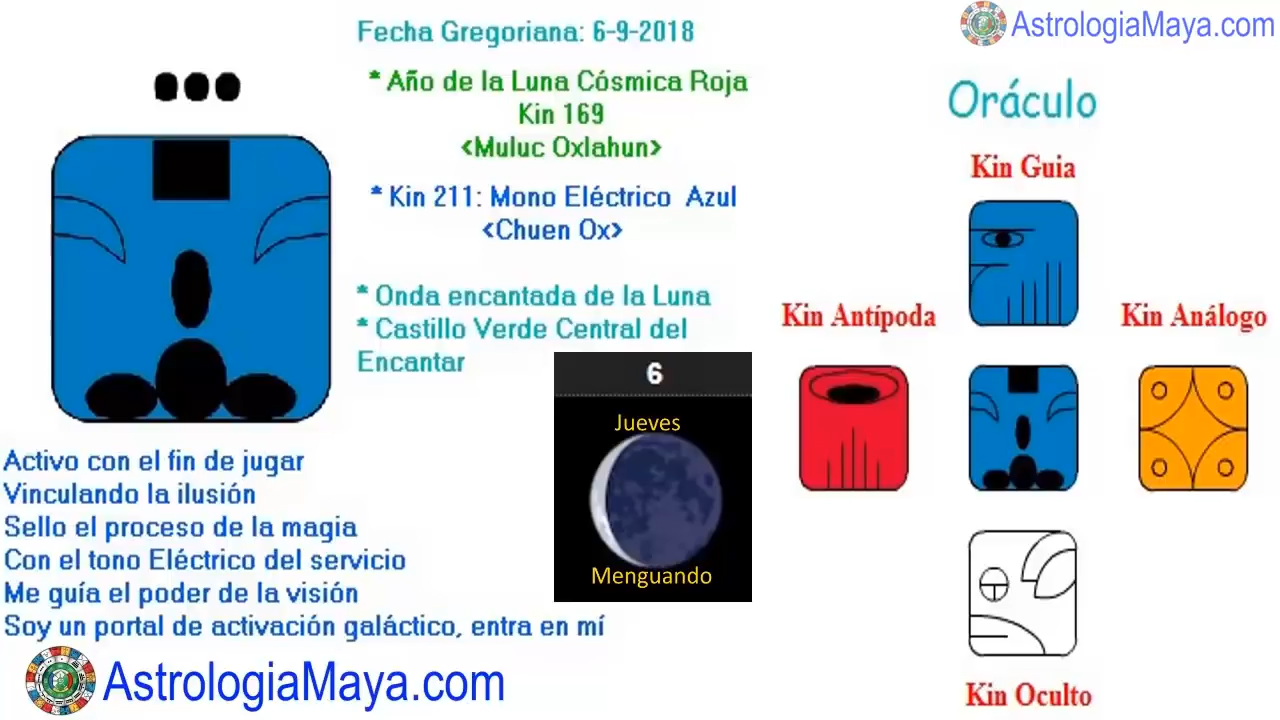 Fecha Gregoriana: 6-9-2018
* Año de la Luna Cósmica Roja
Kin 169
<Muluc Oxlahun>
* Kin 211: Mono Eléctrico Azul
<Chuen Ox>
* Onda encantada de la Luna
* Castillo Verde Central del
Encantar
6
Jueves
Menguando
Activo con el fin de jugar
Vinculando la ilusión
Sello el proceso de la magia
Con el tono Eléctrico del servicio
Me guía el poder de la visión
Soy un portal de activación galáctico, entra en mí
AstrologiaMaya.com
AstrologiaMaya.com
Oráculo
Kin Guia
Kin Antípoda
Kin Análogo
Kin Oculto